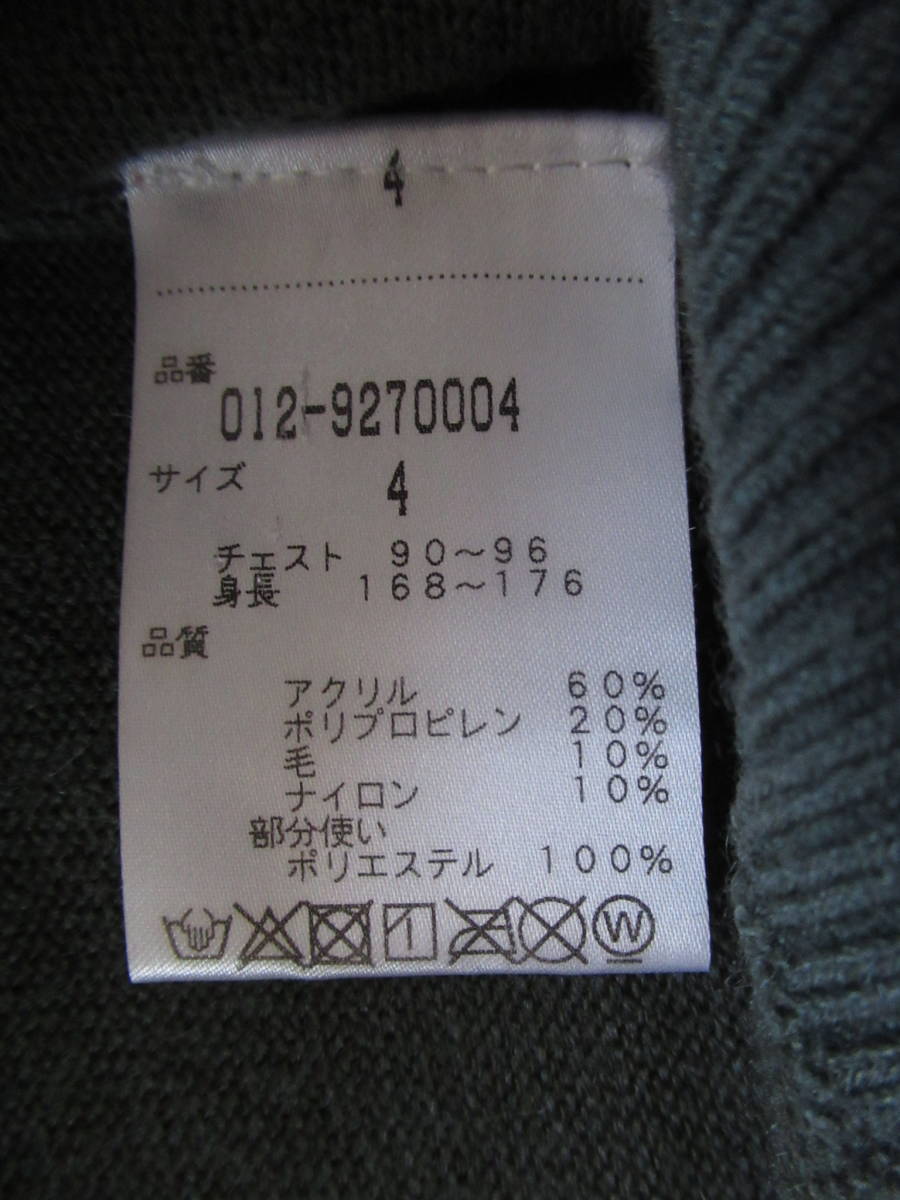 4
品番
012-9270004
サイズ 4
チェスト 90～96
身長 168～176
品質
アクリル 60%
ポリプロピレン 20%
毛 10%
ナイロン 10%
部分使い
ポリエステル 100%
W